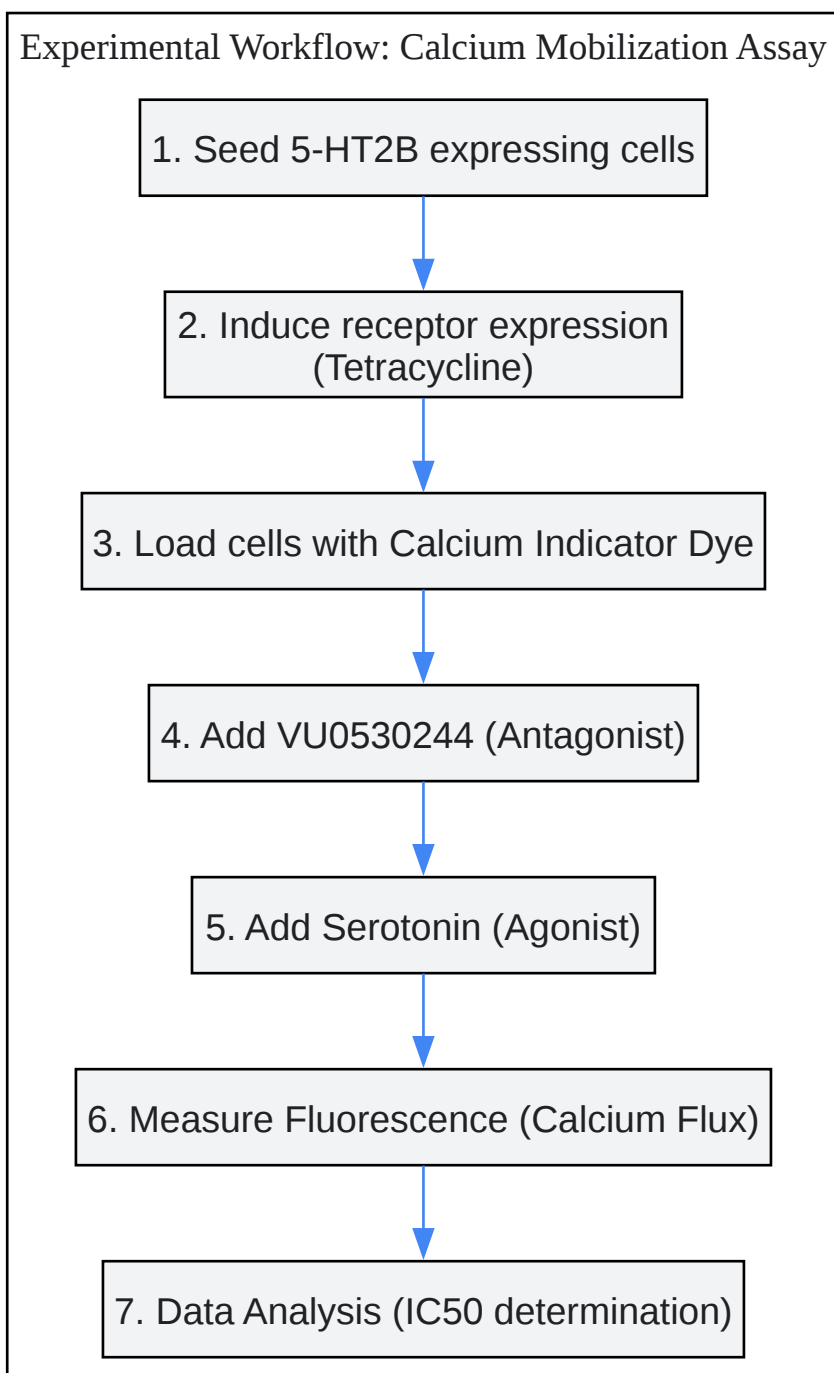 Experimental Workflow: Calcium Mobilization Assay
1. Seed 5-HT2B expressing cells
2. Induce receptor expression
(Tetracycline)
3. Load cells with Calcium Indicator Dye
4. Add VU0530244 (Antagonist)
5. Add Serotonin (Agonist)
6. Measure Fluorescence (Calcium Flux)
7. Data Analysis (IC50 determination)